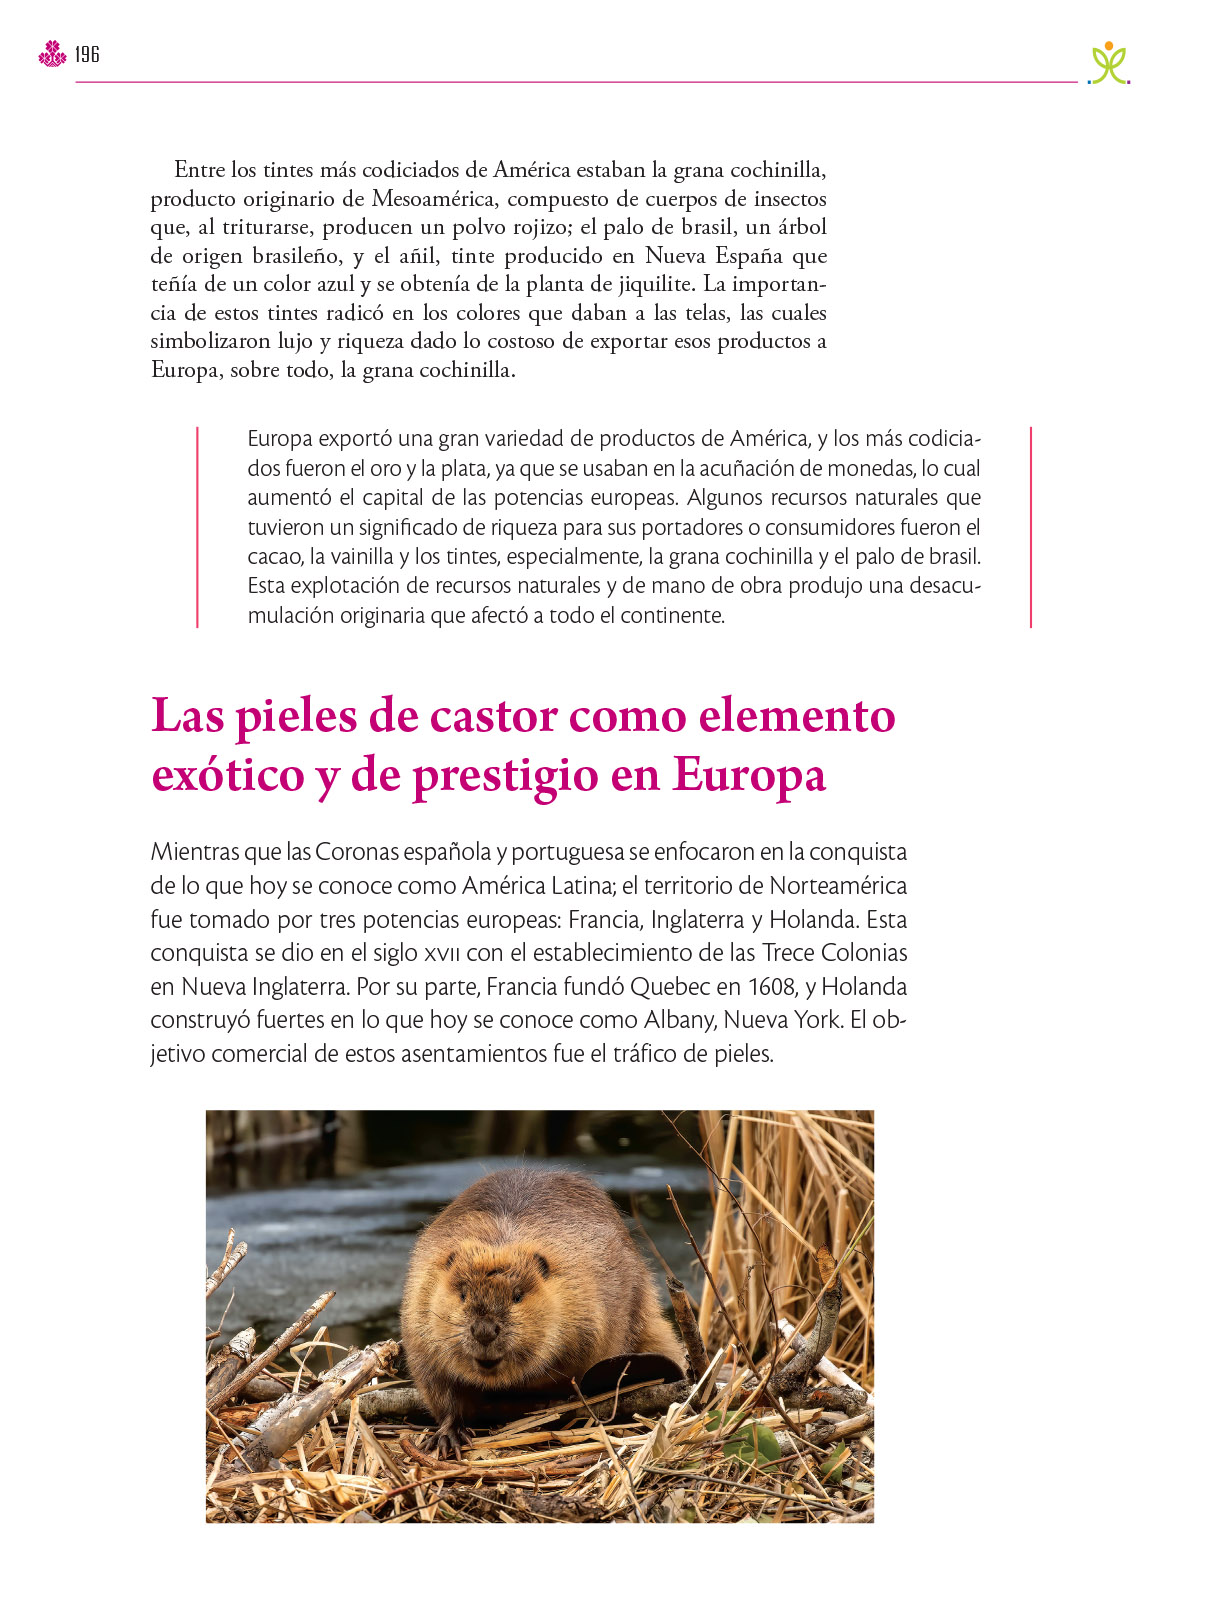 196
Entre los tintes más codiciados de América estaban la grana cochinilla,
producto originario de Mesoamérica, compuesto de cuerpos de insectos
que, al triturarse, producen un polvo rojizo; el palo de brasil, un árbol
de origen brasileño, y el añil, tinte producido en Nueva España que
teñía de un color azul y se obtenía de la planta de jiquilite. La importan-
cia de estos tintes radicó en los colores que daban a las telas, las cuales
simbolizaron lujo y riqueza dado lo costoso de exportar esos productos a
Europa, sobre todo, la grana cochinilla.
Europa exportó una gran variedad de productos de América, y los más codicia-
dos fueron el oro y la plata, ya que se usaban en la acuñación de monedas, lo cual
aumentó el capital de las potencias europeas. Algunos recursos naturales que
tuvieron un significado de riqueza para sus portadores o consumidores fueron el
cacao, la vainilla y los tintes, especialmente, la grana cochinilla y el palo de brasil.
Esta explotación de recursos naturales y de mano de obra produjo una desacu-
mulación originaria que afectó a todo el continente.
Las pieles de castor como elemento
exótico y de prestigio en Europa
Mientras que las Coronas española y portuguesa se enfocaron en la conquista
de lo que hoy se conoce como América Latina; el territorio de Norteamérica
fue tomado por tres potencias europeas: Francia, Inglaterra y Holanda. Esta
conquista se dio en el siglo XVII con el establecimiento de las Trece Colonias
en Nueva Inglaterra. Por su parte, Francia fundó Quebec en 1608, y Holanda
construyó fuertes en lo que hoy se conoce como Albany, Nueva York. El ob-
jetivo comercial de estos asentamientos fue el tráfico de pieles.